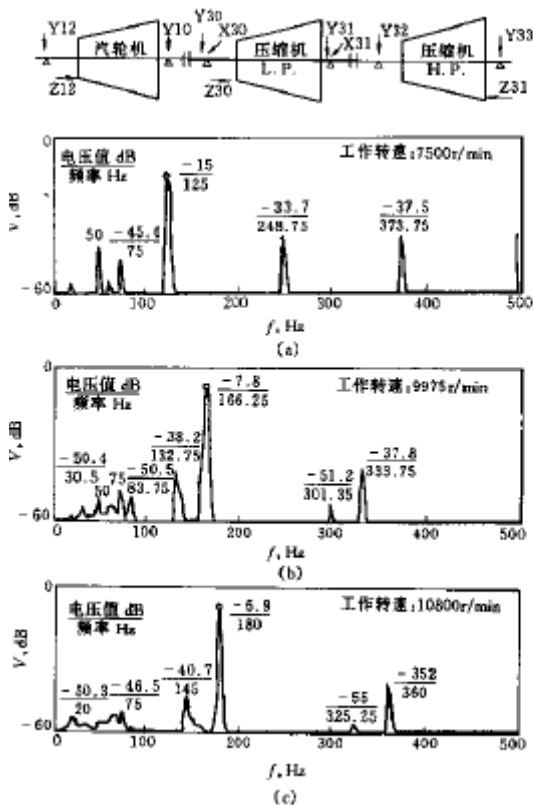 Y12 Y10 Y30 X30 Y31 X31 Y32 Y33
汽轮机 压缩机 L.P. 压缩机 H.P.
Z12 Z30 Z31
0
电压值 dB
频率 Hz
工作转速:7500r/min
-15
125
50
75
-33.7
248.75
-37.5
373.75
V,dB
-60
0 100 200 300 400 500
f,Hz
(a)
0
电压值 dB
频率 Hz
工作转速:9975r/min
-7.8
166.25
-38.2
132.75
-50.4
30.5
50
75
-50.5
83.75
-51.2
301.35
-37.8
333.75
V,dB
-60
0 100 200 300 400 500
f,Hz
(b)
0
电压值 dB
频率 Hz
工作转速:10800r/min
-6.9
180
-40.7
145
-50.3
20
-46.5
75
-55
325.25
-352
360
V,dB
-60
0 100 200 300 400 500
f,Hz
(c)